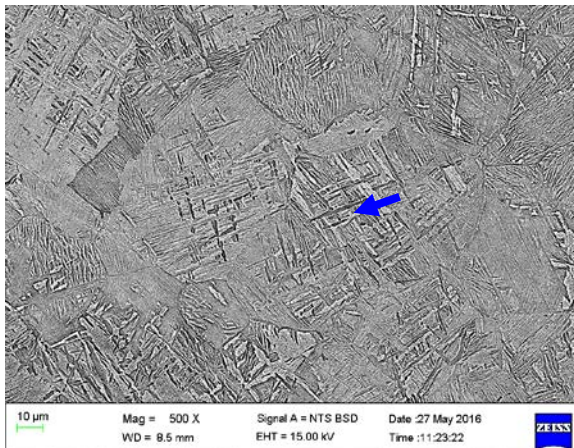 10 µm
Mag = 500 X Signal A = NTS BSD Date :27 May 2016
WD = 8.5 mm EHT = 15.00 kV Time :11:23:22
ZEISS